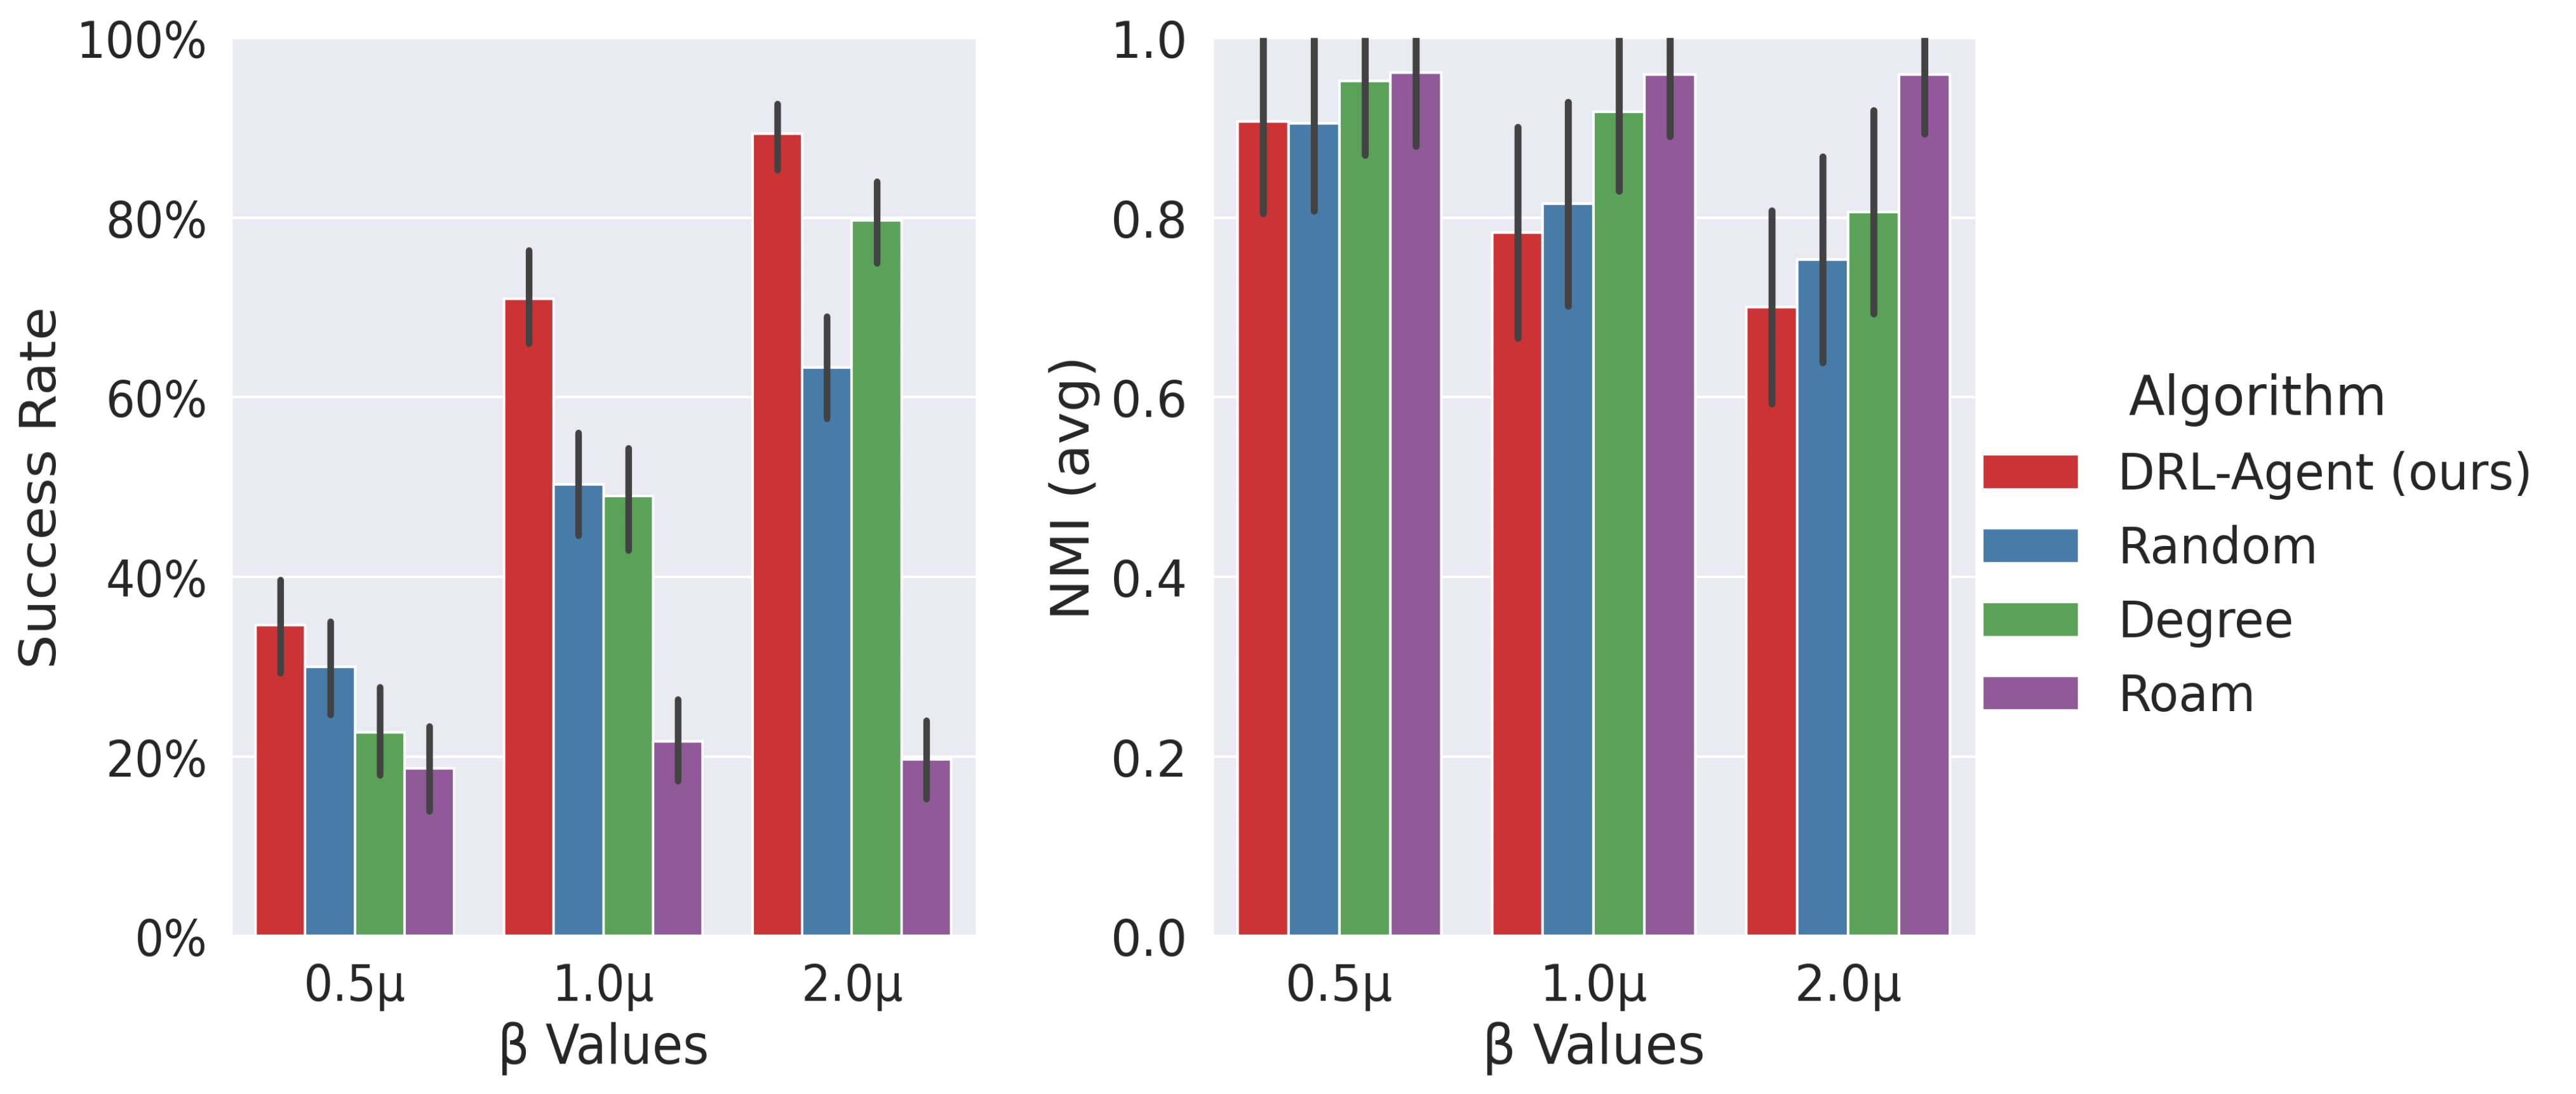 100%
80%
60%
40%
20%
0%
Success Rate
0.5μ 1.0μ 2.0μ
β Values
1.0
0.8
0.6
0.4
0.2
0.0
NMI (avg)
0.5μ 1.0μ 2.0μ
β Values
Algorithm
DRL-Agent (ours)
Random
Degree
Roam